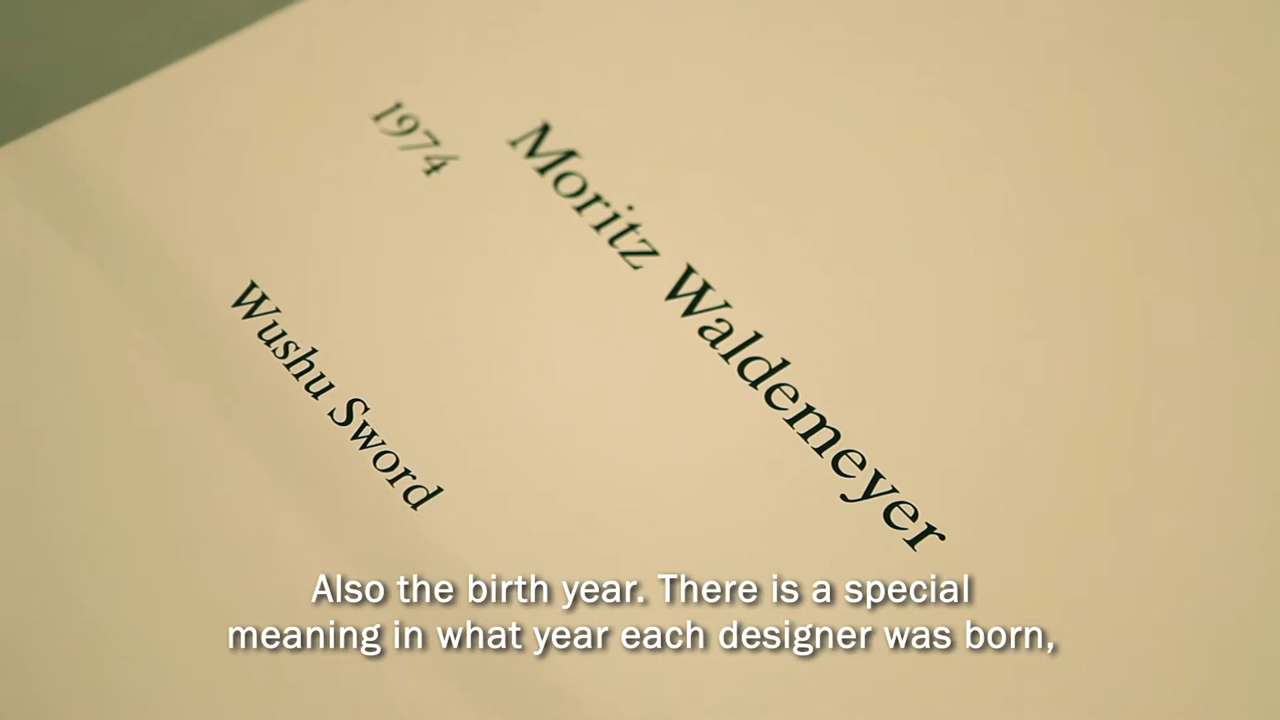 Moritz Waldemeyer
1974
Wushu Sword
Also the birth year. There is a special
meaning in what year each designer was born,